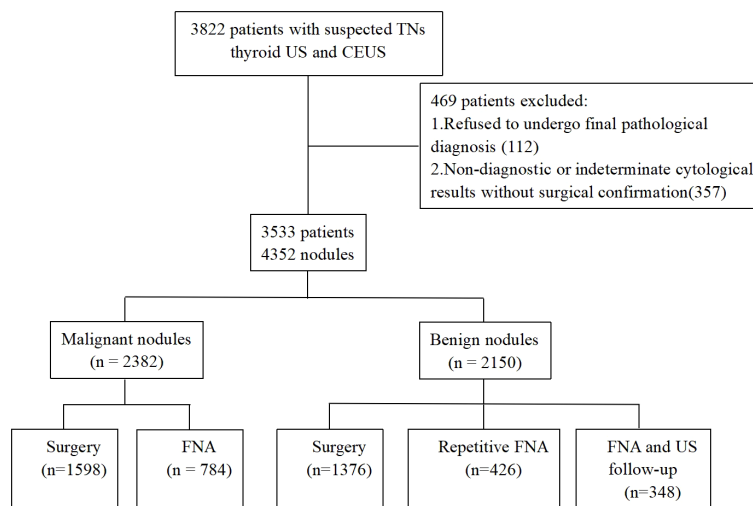 3822 patients with suspected TNs
thyroid US and CEUS
469 patients excluded:
1.Refused to undergo final pathological
diagnosis (112)
2.Non-diagnostic or indeterminate cytological
results without surgical confirmation(357)
3533 patients
4352 nodules
Malignant nodules
(n = 2382)
Benign nodules
(n = 2150)
Surgery
(n=1598)
FNA
(n = 784)
Surgery
(n=1376)
Repetitive FNA
(n=426)
FNA and US
follow-up
(n=348)